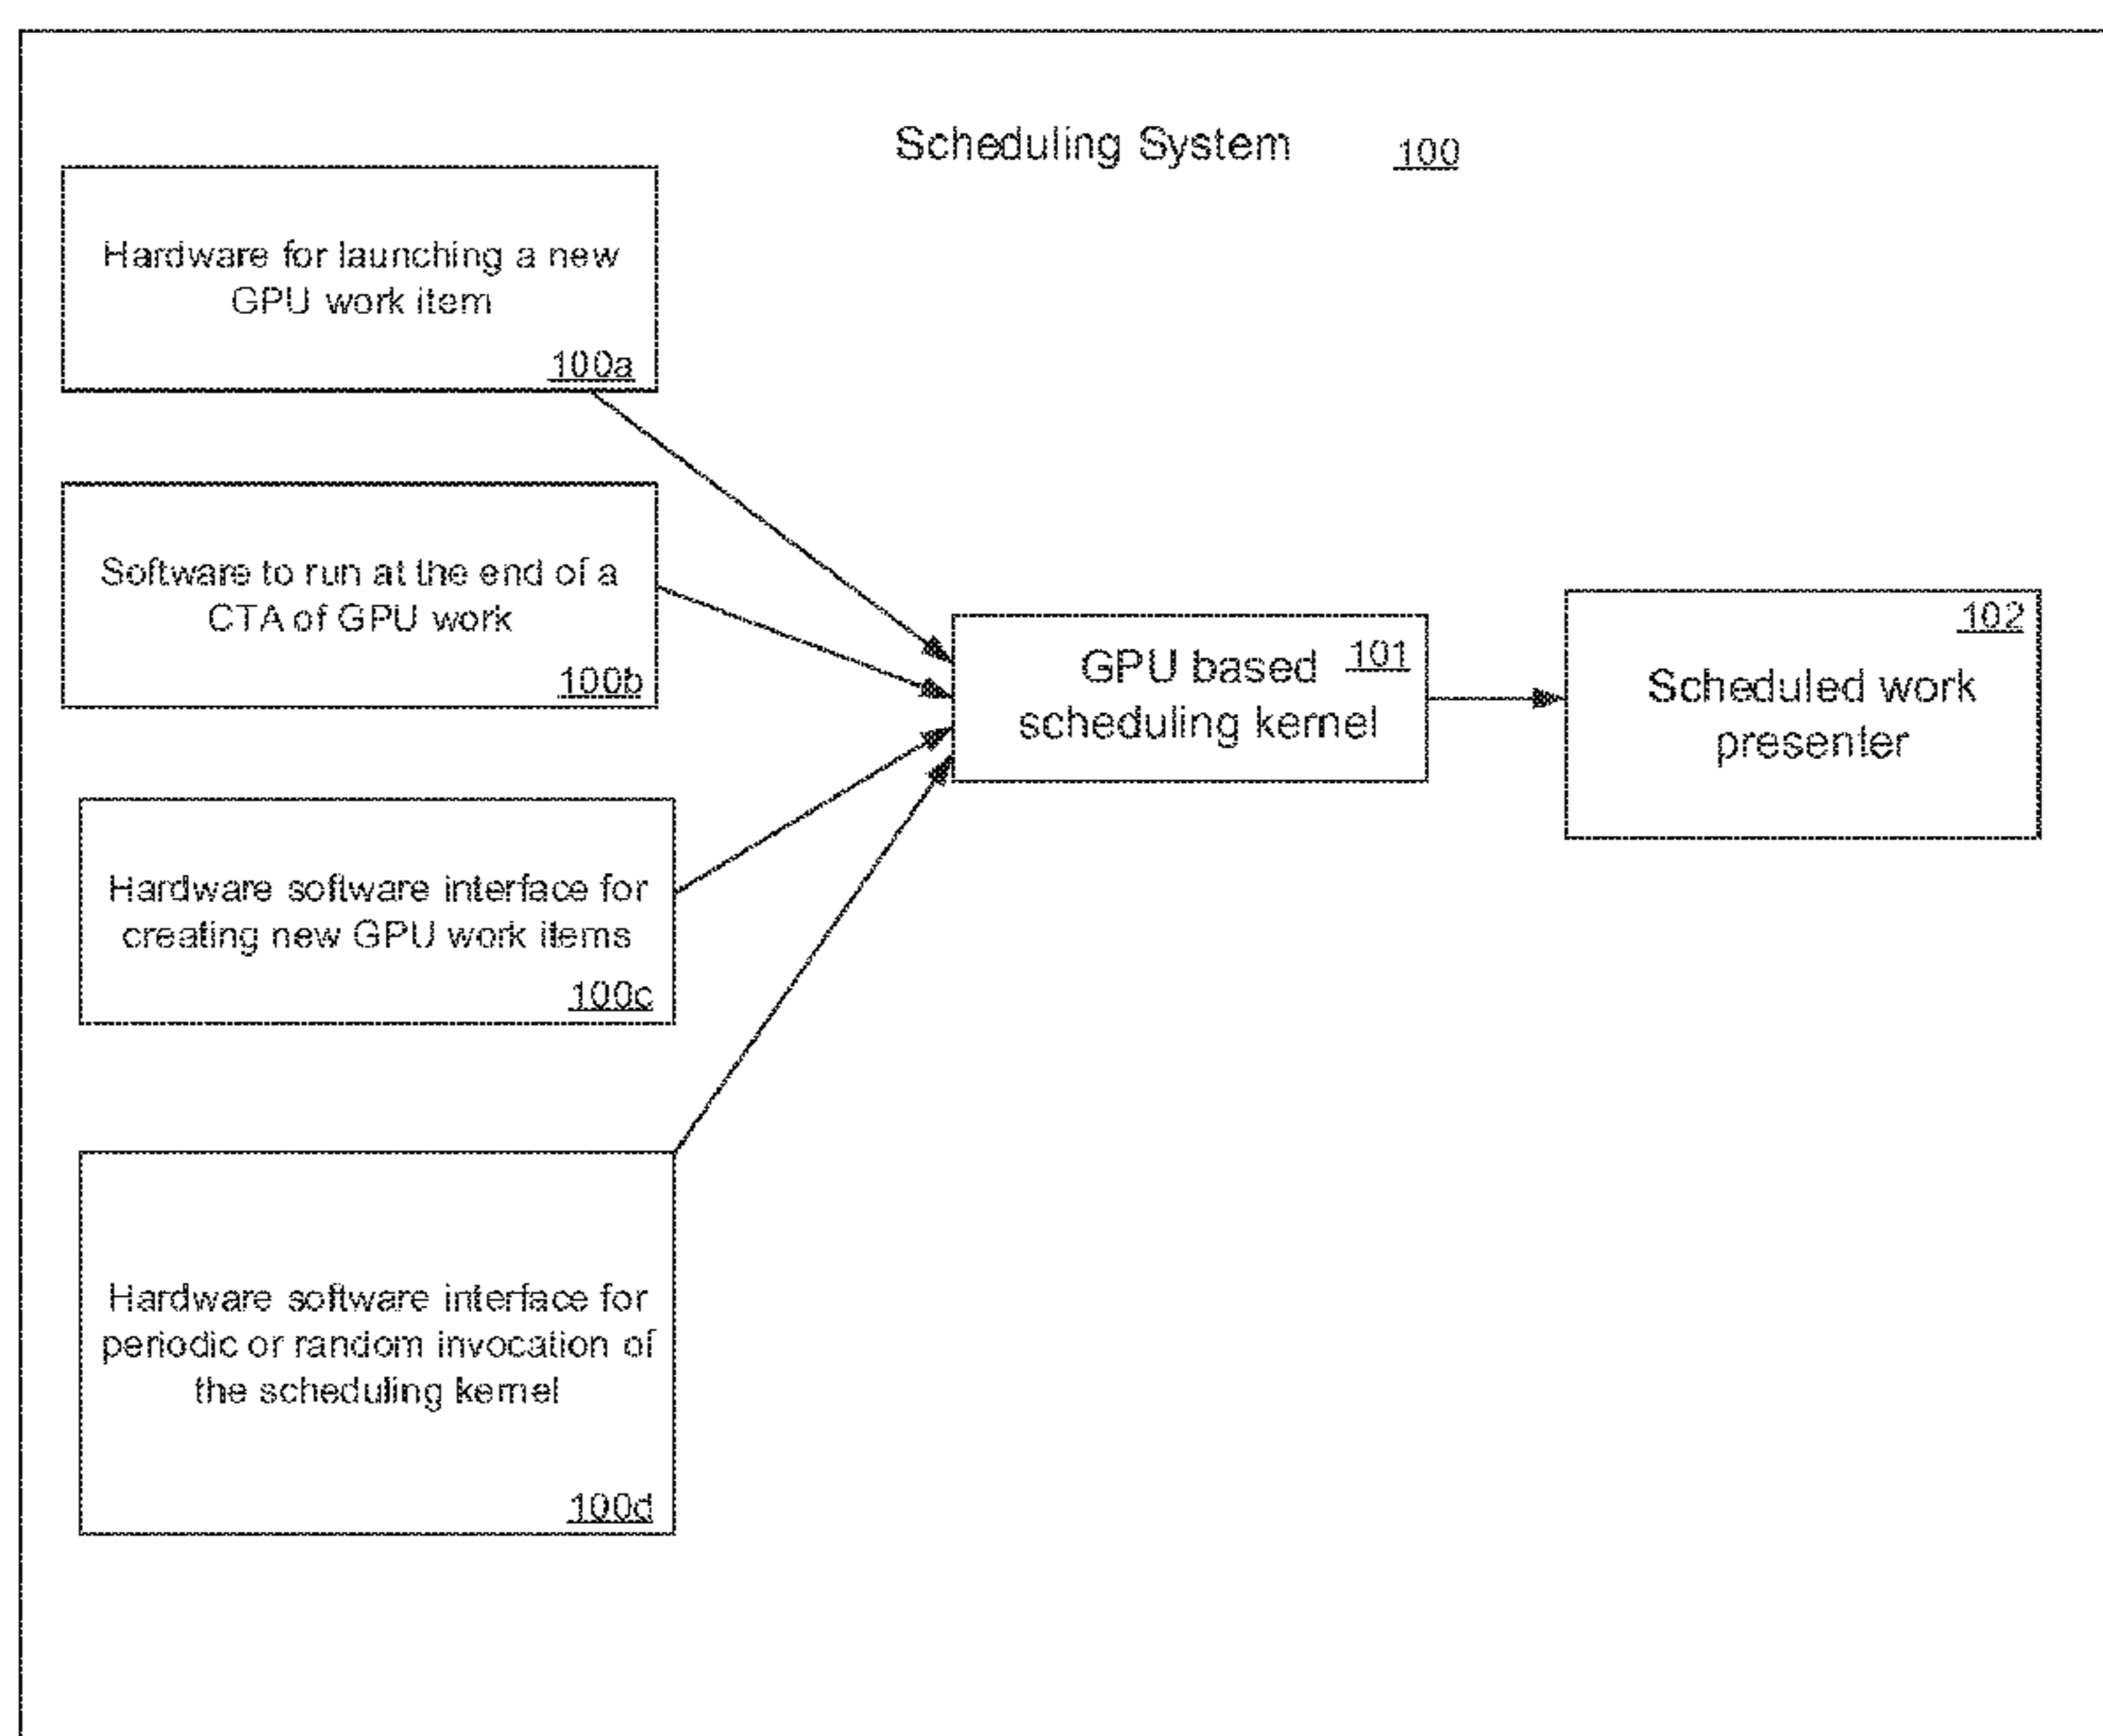 Scheduling System 100
Hardware for launching a new
GPU work item
100a
Software to run at the end of a
CTA of GPU work
100b
Hardware software interface for
creating new GPU work items
100c
Hardware software interface for
periodic or random invocation of
the scheduling kernel
100d
GPU based 101
scheduling kernel
102
Scheduled work
presenter